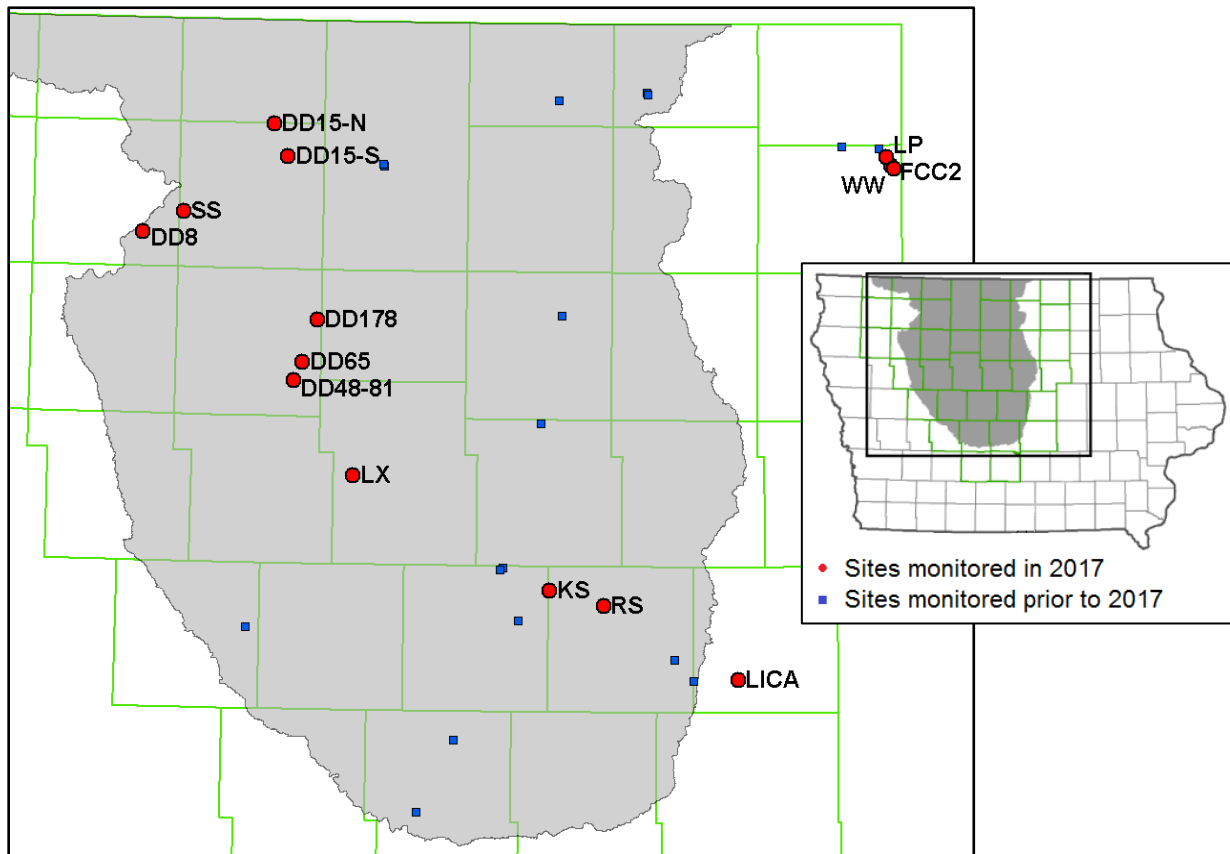 DD15-N
DD15-S
LP
WW
FCC2
SS
DD8
DD178
DD65
DD48-81
LX
KS
RS
LICA
Sites monitored in 2017
Sites monitored prior to 2017